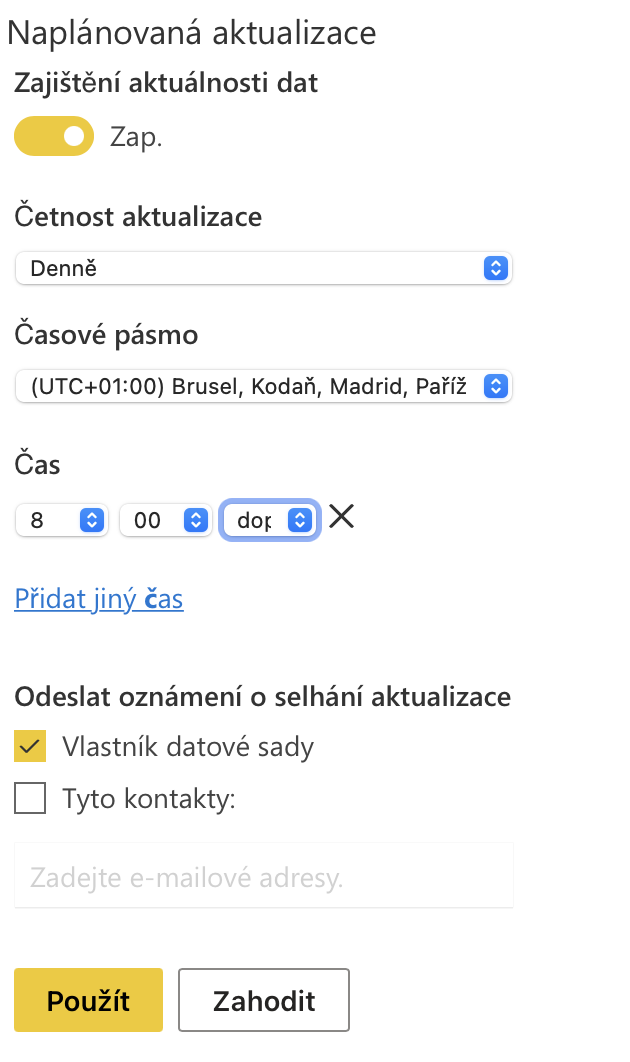 Naplánovaná aktualizace
Zajištění aktuálnosti dat
Zap.
Četnost aktualizace
Denně
Časové pásmo
(UTC+01:00) Brusel, Kodaň, Madrid, Paříž
Čas
8 00 dop
Přidat jiný čas
Odeslat oznámení o selhání aktualizace
Vlastník datové sady
Tyto kontakty:
Zadejte e-mailové adresy.
Použít Zahodit